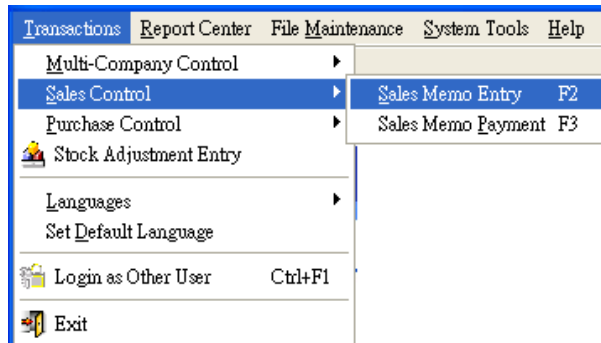 Transactions Report Center File Maintenance System Tools Help
Multi-Company Control
Sales Control
Sales Memo Entry F2
Purchase Control
Sales Memo Payment F3
Stock Adjustment Entry
Languages
Set Default Language
Login as Other User Ctrl+F1
Exit